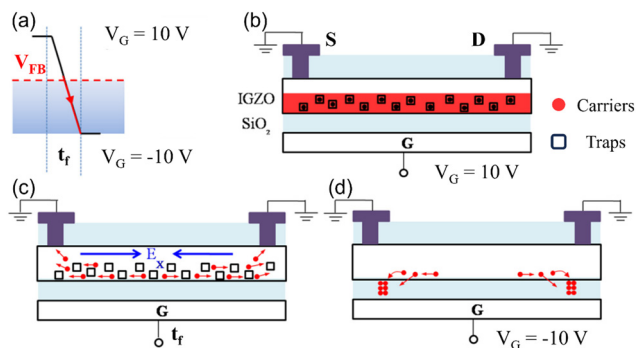 (a)
V_G = 10 V
V_FB
V_G = -10 V
t_f
(b)
S
D
IGZO
SiO₂
G
V_G = 10 V
Carriers
Traps
(c)
E_x
G
t_f
(d)
G
V_G = -10 V